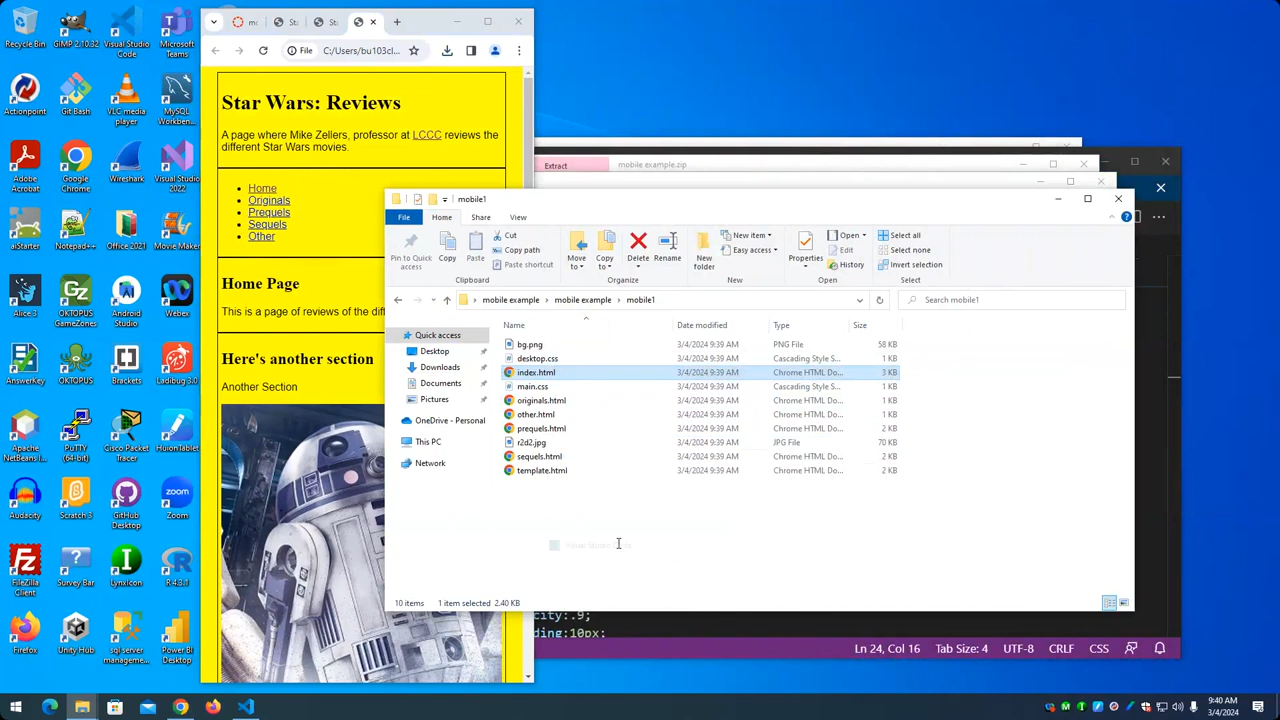 Recycle Bin
GIMP 2.10.32
Visual Studio
Code
Microsoft
Teams
Actionpoint
Git Bash
VLC media
player
MySQL
Workben...
Adobe
Acrobat
Google
Chrome
Wireshark
Visual Studio
2022
aiStarter
Notepad++
Office 2021
Movie Maker
Alice 3
OKTOPUS
GameZones
Android
Studio
Webex
AnswerKey
OKTOPUS
Brackets
Ladibug 3.0
Apache
NetBeans I...
PuTTY
(64-bit)
Cisco Packet
Tracer
HuionTablet
Audacity
Scratch 3
GitHub
Desktop
Zoom
FileZilla
Client
Survey Bar
LynxIcon
R 4.3.1
Firefox
Unity Hub
sql server
manageme...
Power BI
Desktop
File
C:/Users/bu103cl...
Star Wars: Reviews
A page where Mike Zellers, professor at LCCC reviews the
different Star Wars movies.
Home
Originals
Prequels
Sequels
Other
Home Page
This is a page of reviews of the diff
Here's another section
Another Section
Extract
mobile example.zip
mobile1
File
Home
Share
View
Pin to Quick
access
Copy
Paste
Cut
Copy path
Paste shortcut
Clipboard
Move
to
Copy
to
Delete
Rename
Organize
New
folder
New item
Easy access
New
Properties
Open
Edit
History
Open
Select all
Select none
Invert selection
Select
mobile example
mobile example
mobile1
Search mobile1
Quick access
Desktop
Downloads
Documents
Pictures
OneDrive - Personal
This PC
Network
Name Date modified Type Size
bg.png 3/4/2024 9:39 AM PNG File 58 KB
desktop.css 3/4/2024 9:39 AM Cascading Style S... 1 KB
index.html 3/4/2024 9:39 AM Chrome HTML Do... 3 KB
main.css 3/4/2024 9:39 AM Cascading Style S... 1 KB
originals.html 3/4/2024 9:39 AM Chrome HTML Do... 1 KB
other.html 3/4/2024 9:39 AM Chrome HTML Do... 1 KB
prequels.html 3/4/2024 9:39 AM Chrome HTML Do... 2 KB
r2d2.jpg 3/4/2024 9:39 AM JPG File 70 KB
sequels.html 3/4/2024 9:39 AM Chrome HTML Do... 2 KB
template.html 3/4/2024 9:39 AM Chrome HTML Do... 2 KB
10 items 1 item selected 2.40 KB
city:.9;
ding:10px;
Ln 24, Col 16 Tab Size: 4 UTF-8 CRLF CSS
9:40 AM
3/4/2024